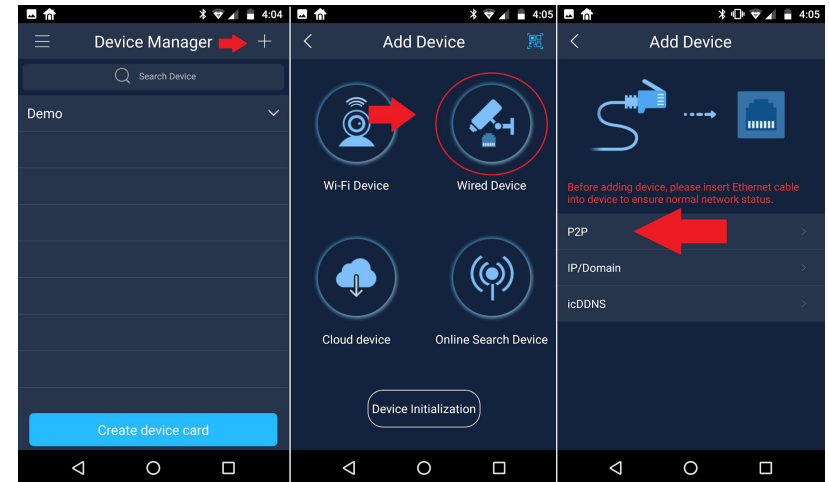 4:04
Device Manager
Search Device
Demo
Create device card
4:05
Add Device
Wi-Fi Device
Wired Device
Cloud device
Online Search Device
Device Initialization
4:05
Add Device
Before adding device, please insert Ethernet cable
into device to ensure normal network status.
P2P
IP/Domain
icDDNS